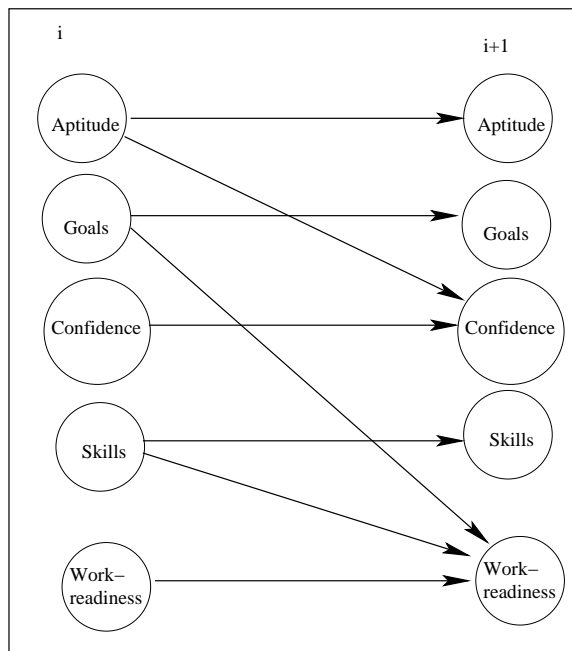 i
i+1
Aptitude
Aptitude
Goals
Goals
Confidence
Confidence
Skills
Skills
Work−
readiness
Work−
readiness